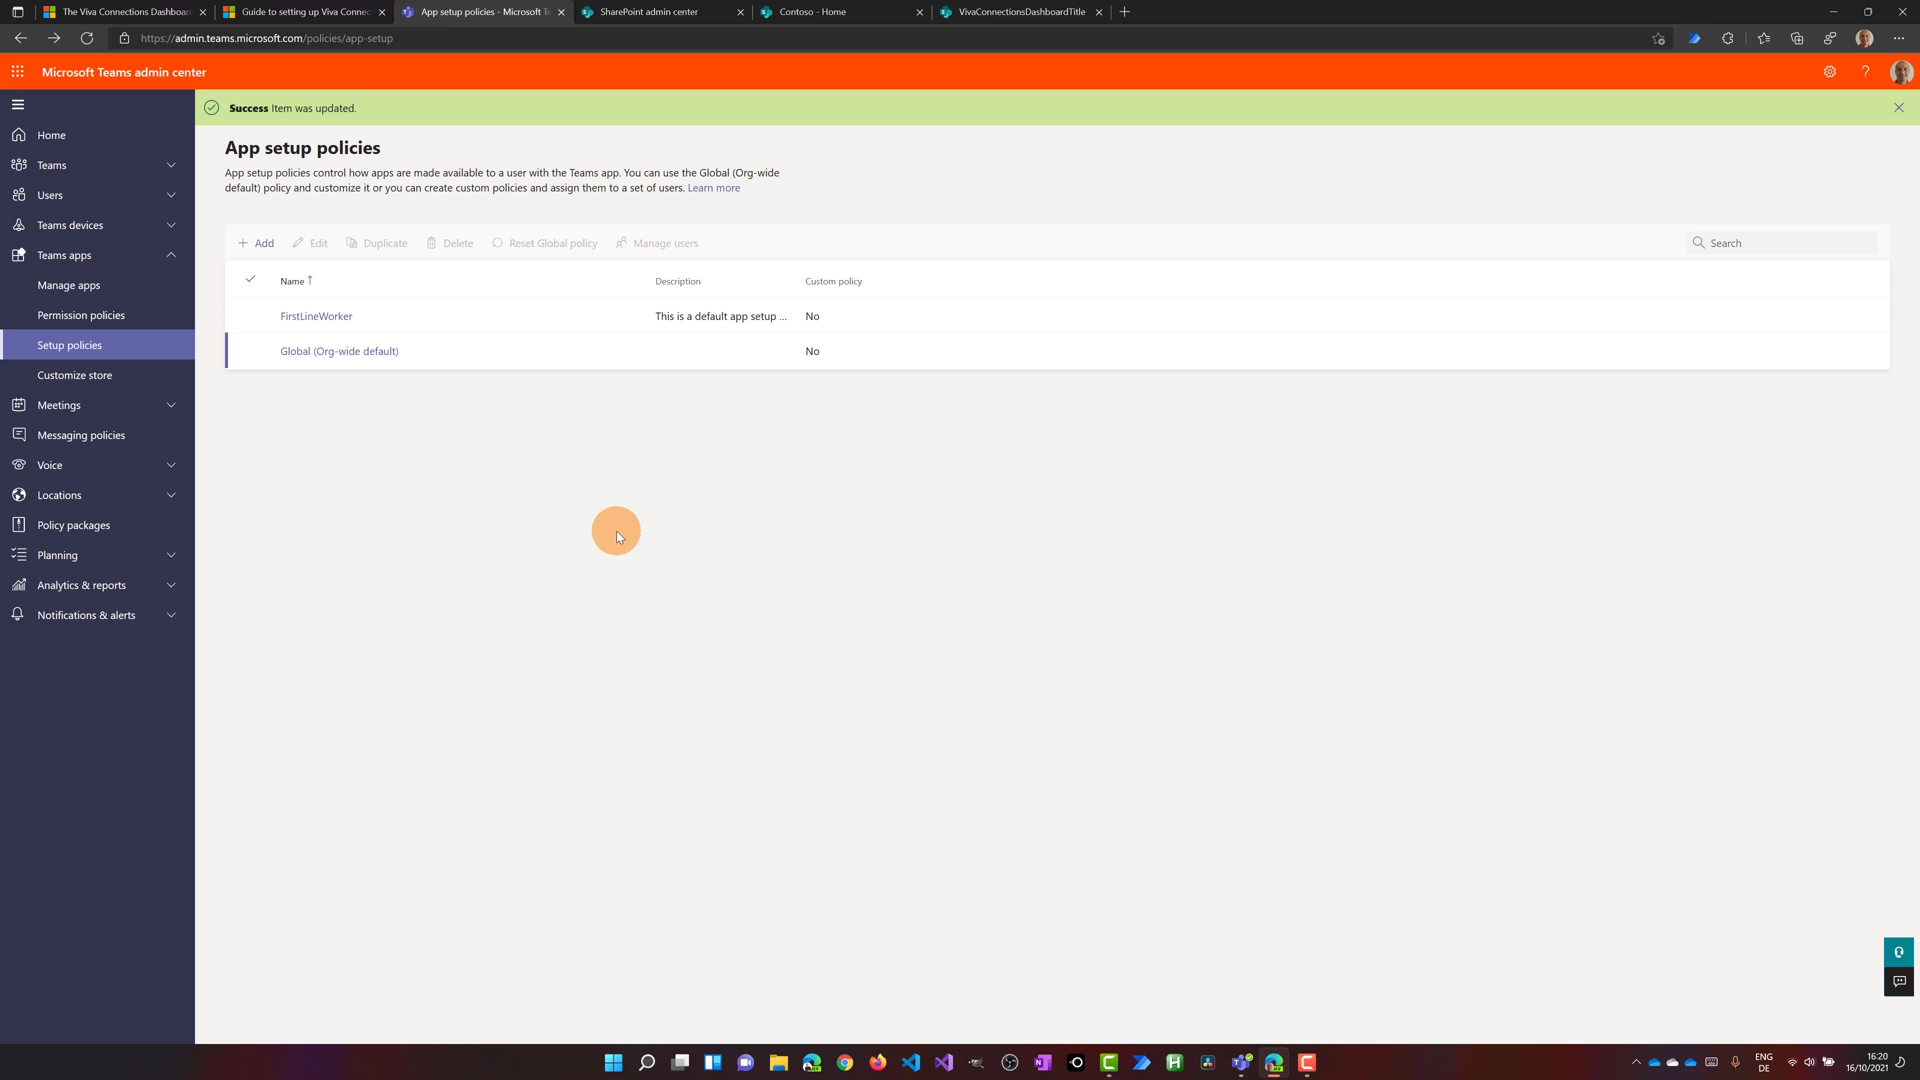 The Viva Connections Dashboar
Guide to setting up Viva Connec
App setup policies - Microsoft Te
SharePoint admin center
Contoso - Home
VivaConnectionsDashboardTitle
https://admin.teams.microsoft.com/policies/app-setup
Microsoft Teams admin center
Success Item was updated.
Home
Teams
Users
Teams devices
Teams apps
Manage apps
Permission policies
Setup policies
Customize store
Meetings
Messaging policies
Voice
Locations
Policy packages
Planning
Analytics & reports
Notifications & alerts
App setup policies
App setup policies control how apps are made available to a user with the Teams app. You can use the Global (Org-wide
default) policy and customize it or you can create custom policies and assign them to a set of users. Learn more
Add Edit Duplicate Delete Reset Global policy Manage users Search
Name Description Custom policy
FirstLineWorker This is a default app setup ... No
Global (Org-wide default) No
ENG
DE
16:20
16/10/2021